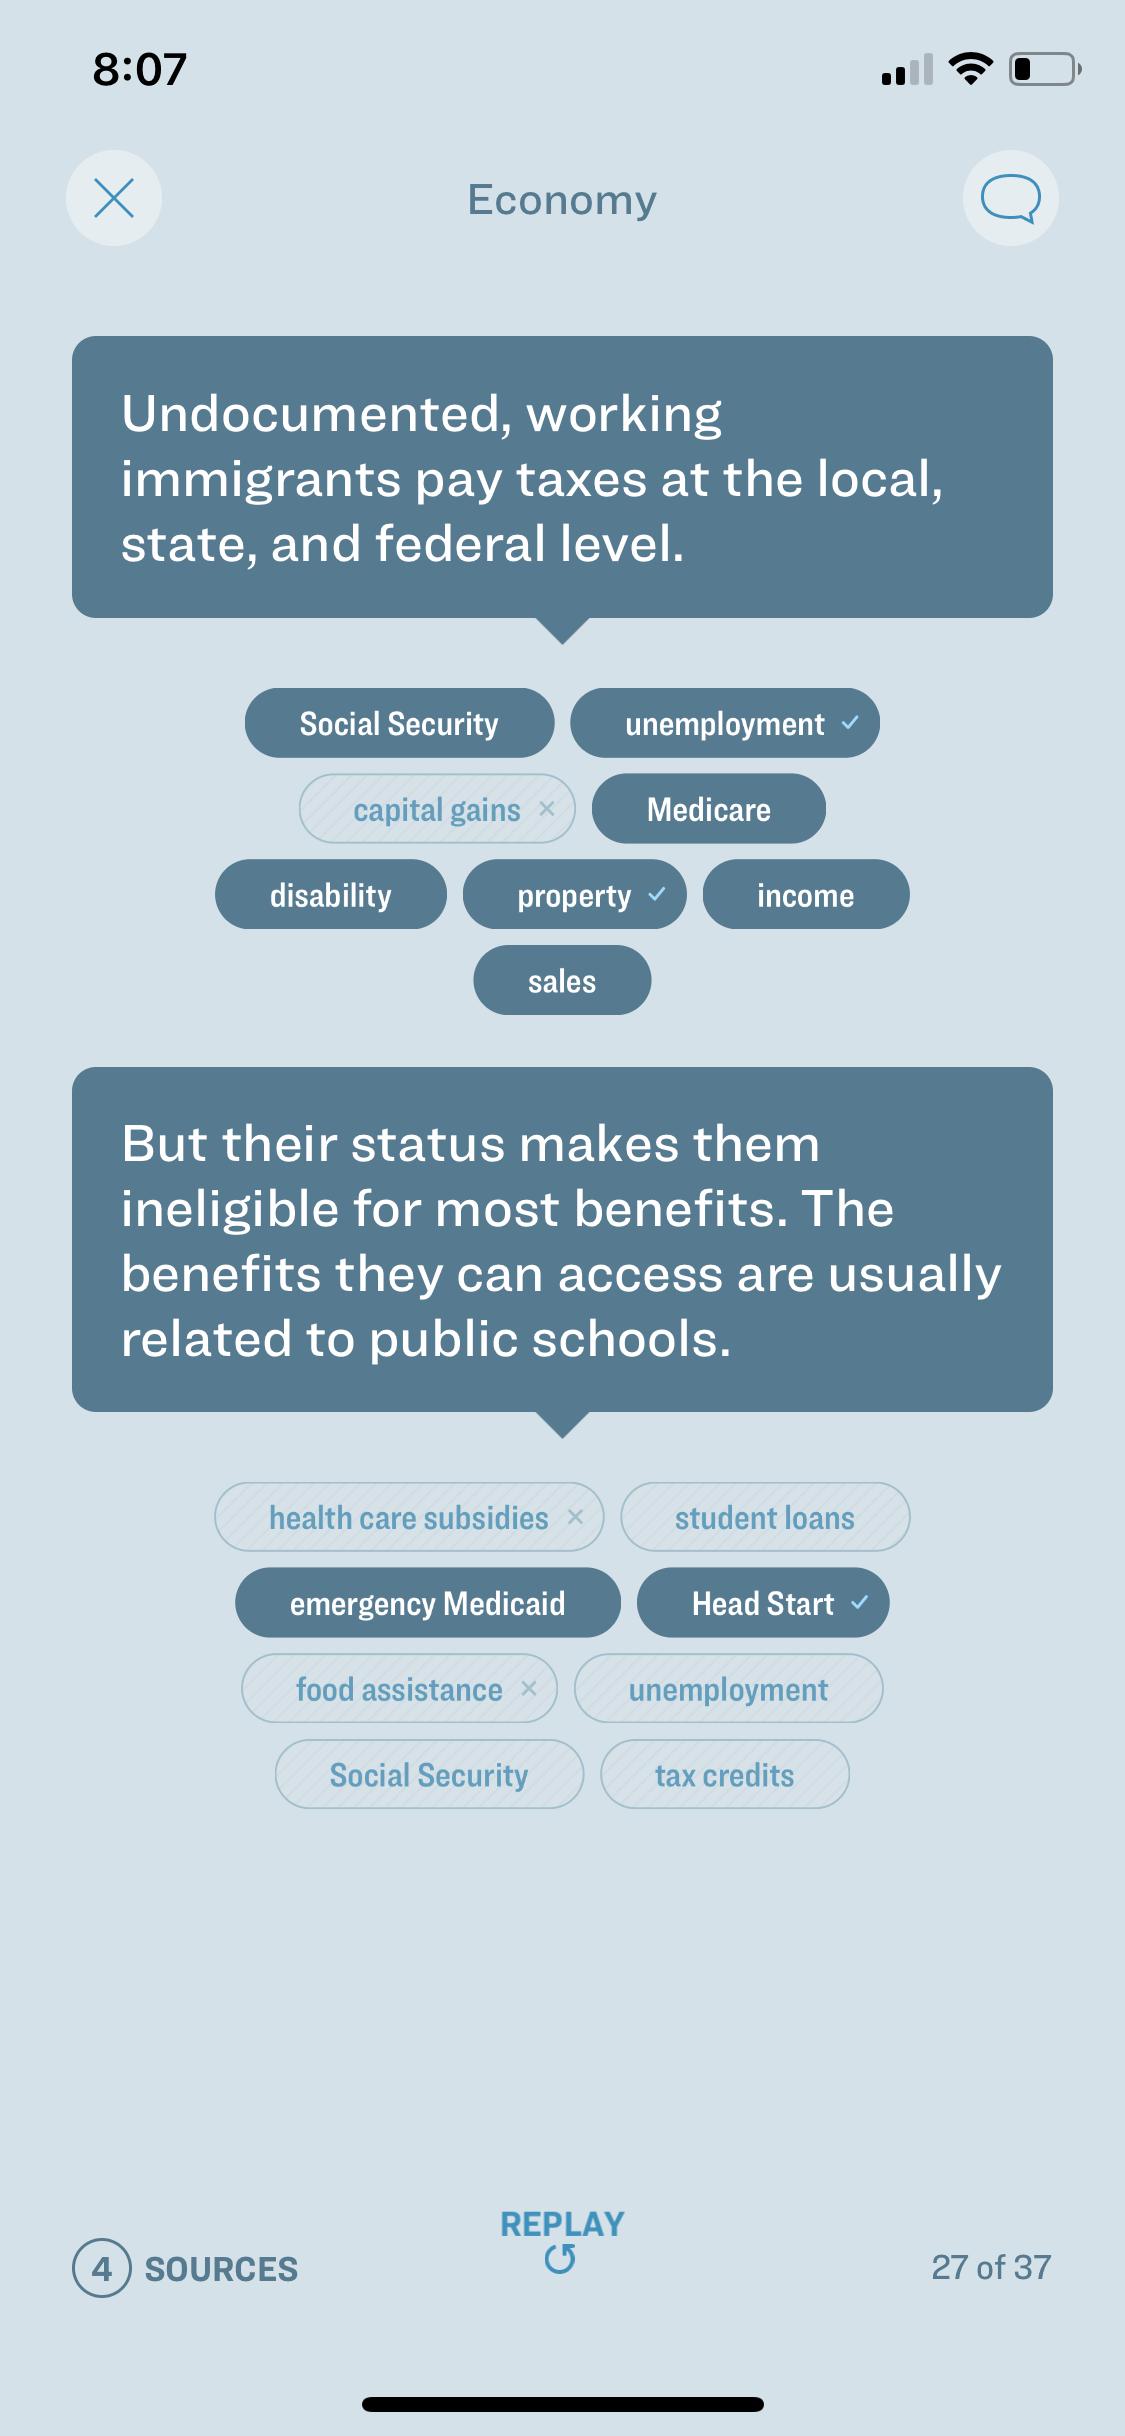 8:07
Economy
Undocumented, working
immigrants pay taxes at the local,
state, and federal level.
Social Security unemployment
capital gains Medicare
disability property income
sales
But their status makes them
ineligible for most benefits. The
benefits they can access are usually
related to public schools.
health care subsidies student loans
emergency Medicaid Head Start
food assistance unemployment
Social Security tax credits
REPLAY
4 SOURCES
27 of 37